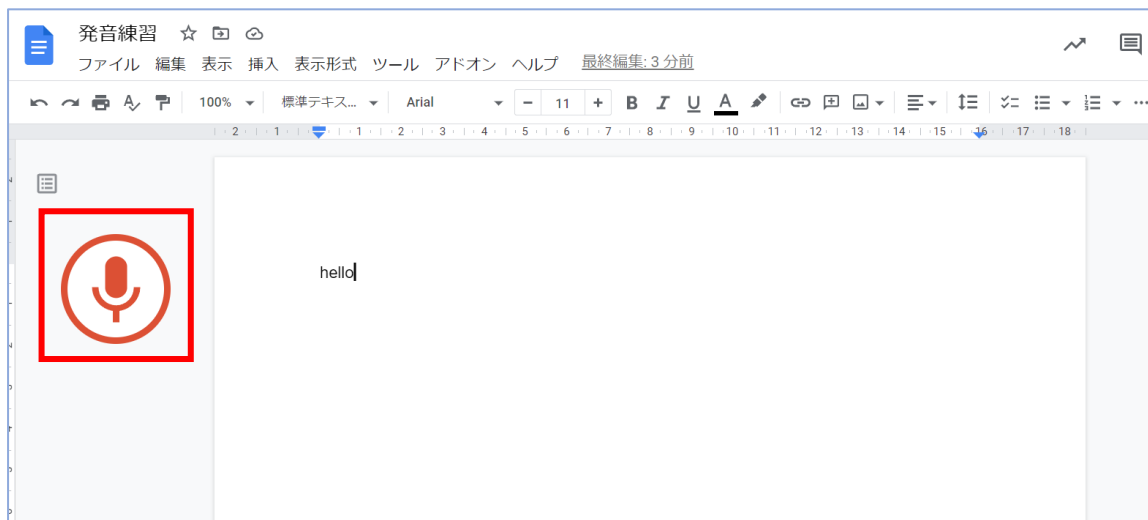 発音練習
ファイル 編集 表示 挿入 表示形式 ツール アドオン ヘルプ 最終編集: 3 分前
100% 標準テキス... Arial − 11 + B I U A
2 1 1 2 3 4 5 6 7 8 9 10 11 12 13 14 15 16 17 18
hello